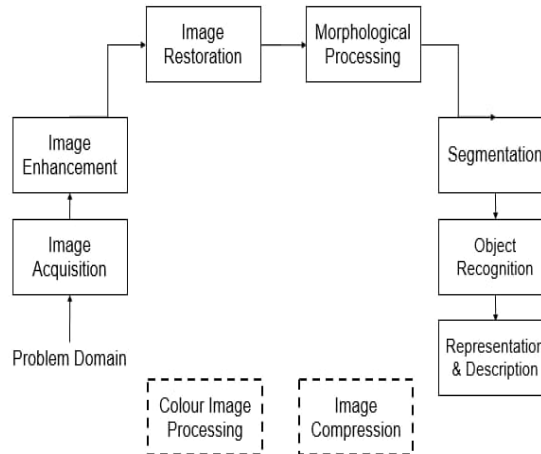 Image
Restoration
Morphological
Processing
Image
Enhancement
Segmentation
Image
Acquisition
Object
Recognition
Problem Domain
Representation
& Description
Colour Image
Processing
Image
Compression